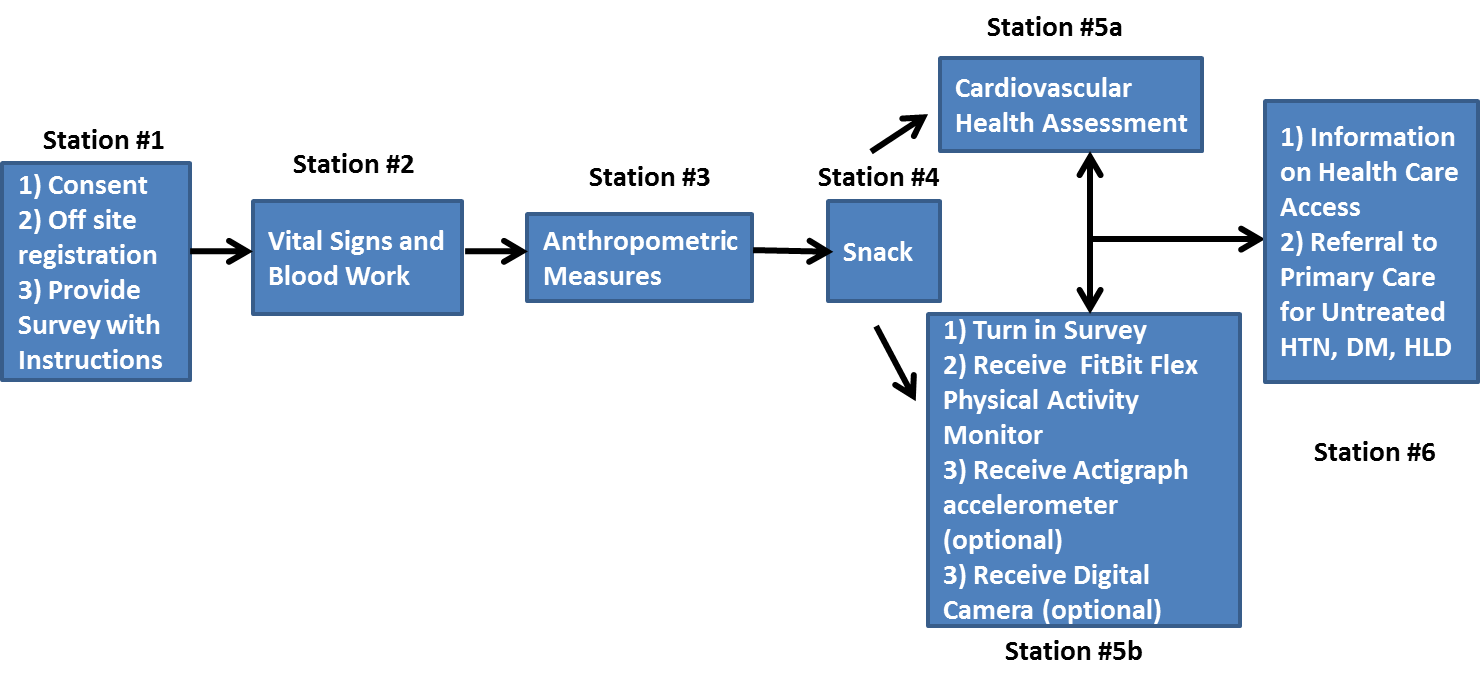 Station #1
1) Consent
2) Off site
registration
3) Provide
Survey with
Instructions
Station #2
Vital Signs and
Blood Work
Station #3
Anthropometric
Measures
Station #4
Snack
Station #5a
Cardiovascular
Health Assessment
1) Turn in Survey
2) Receive  FitBit Flex
Physical Activity
Monitor
3) Receive Actigraph
accelerometer
(optional)
3) Receive Digital
Camera (optional)
Station #5b
1) Information
on Health Care
Access
2) Referral to
Primary Care
for Untreated
HTN, DM, HLD
Station #6